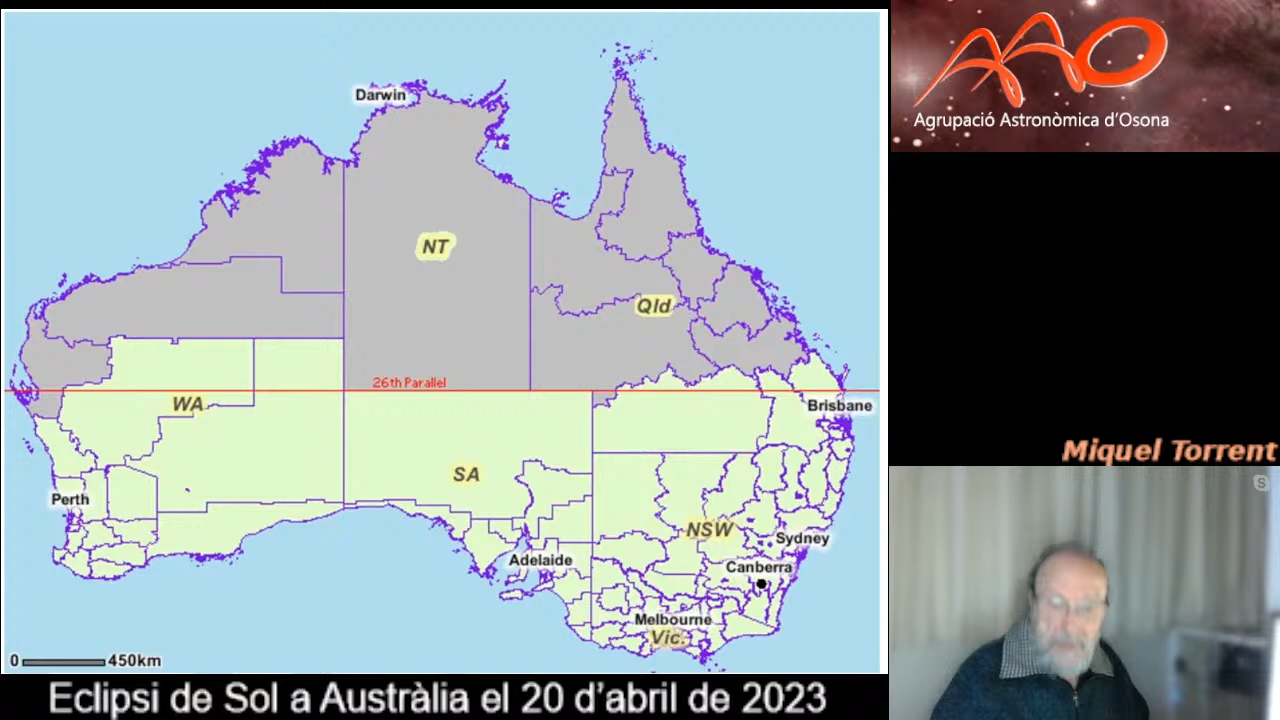 Darwin
NT
Qld
26th Parallel
WA
Brisbane
SA
Perth
NSW
Sydney
Adelaide
Canberra
Melbourne
Vic.
0 450km
Eclipsi de Sol a Austràlia el 20 d'abril de 2023
AAO
Agrupació Astronòmica d'Osona
Miquel Torrent
S